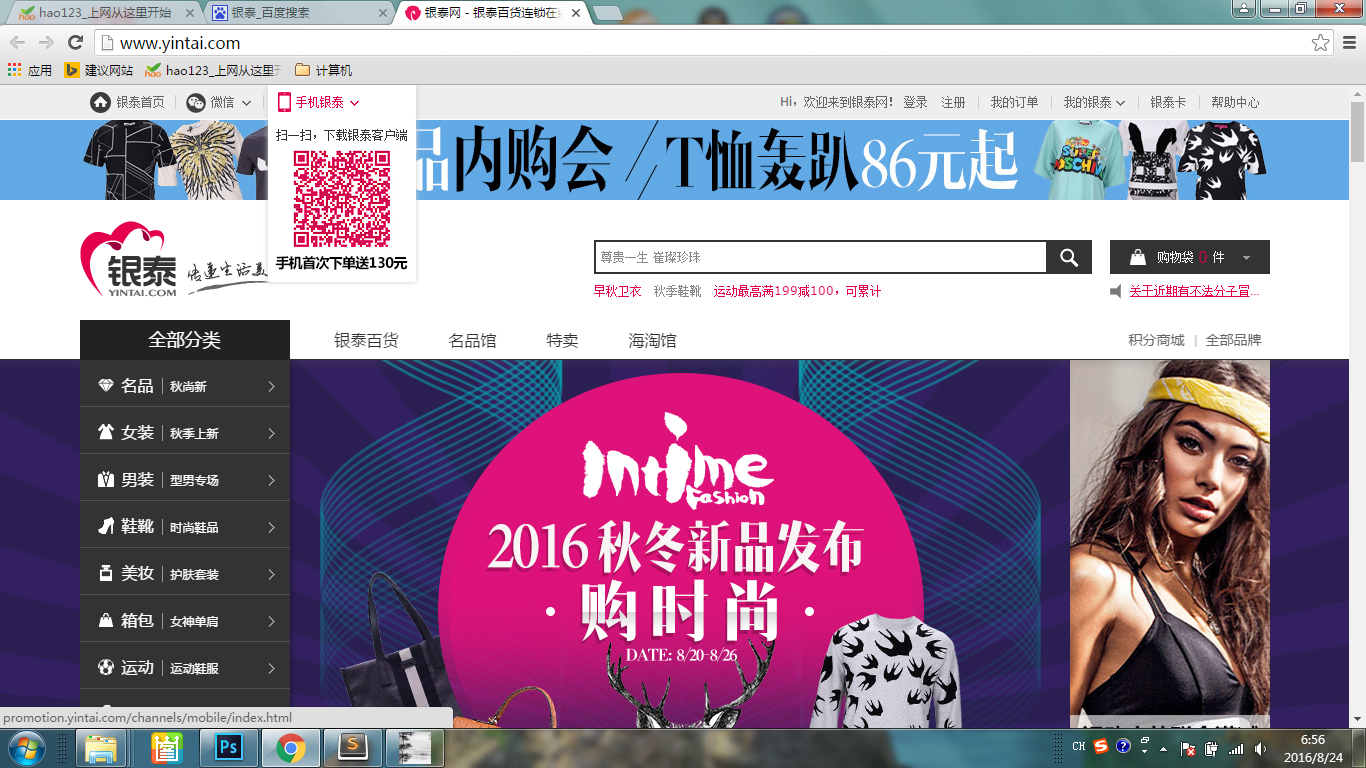 hao123_上网从这里开始
银泰_百度搜索
银泰网 - 银泰百货连锁在
www.yintai.com
应用
建议网站
hao123_上网从这里开
计算机
银泰首页
微信
手机银泰
Hi，欢迎来到银泰网！
登录
注册
我的订单
我的银泰
银泰卡
帮助中心
扫一扫，下载银泰客户端
手机首次下单送130元
品内购会 / T恤轰趴86元起
银泰
YINTAI.COM
传递生活美
尊贵一生 璀璨珍珠
购物袋 0 件
早秋卫衣
秋季鞋靴
运动最高满199减100，可累计
关于近期有不法分子冒...
全部分类
银泰百货
名品馆
特卖
海淘馆
积分商城 | 全部品牌
名品 | 秋尚新
女装 | 秋季上新
男装 | 型男专场
鞋靴 | 时尚鞋品
美妆 | 护肤套装
箱包 | 女神单肩
运动 | 运动鞋服
Intime
Fashion
2016 秋冬新品发布
·购时尚·
DATE: 8/20-8/26
promotion.yintai.com/channels/mobile/index.html
Ps
S
CH
6:56
2016/8/24